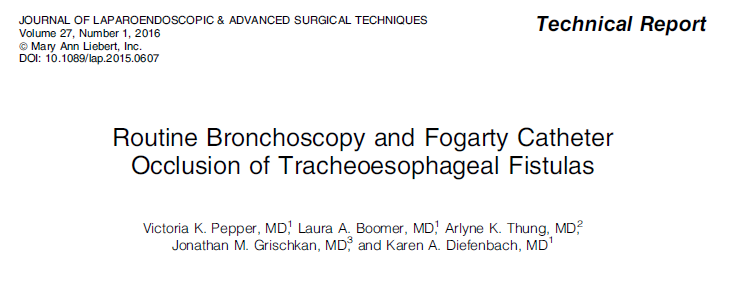 JOURNAL OF LAPAROENDOSCOPIC & ADVANCED SURGICAL TECHNIQUES
Volume 27, Number 1, 2016
© Mary Ann Liebert, Inc.
DOI: 10.1089/lap.2015.0607
Technical Report
Routine Bronchoscopy and Fogarty Catheter
Occlusion of Tracheoesophageal Fistulas
Victoria K. Pepper, MD,1 Laura A. Boomer, MD,1 Arlyne K. Thung, MD,2
Jonathan M. Grischkan, MD,3 and Karen A. Diefenbach, MD1